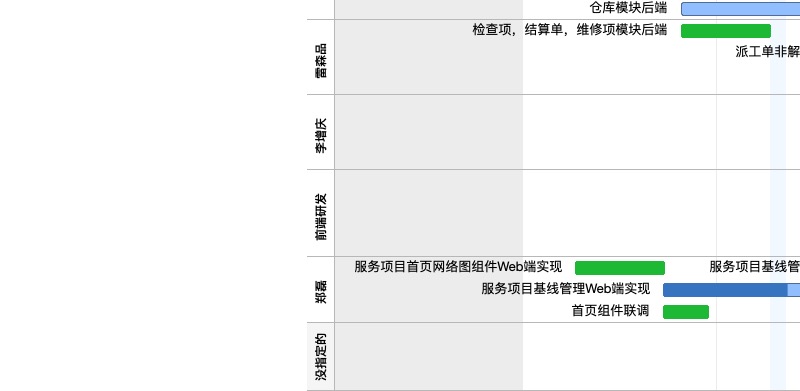 仓库模块后端
检查项，结算单，维修项模块后端
派工单非解
雷森品
李增庆
前端研发
服务项目首页网络图组件Web端实现
服务项目基线管
服务项目基线管理Web端实现
首页组件联调
郑磊
没指定的